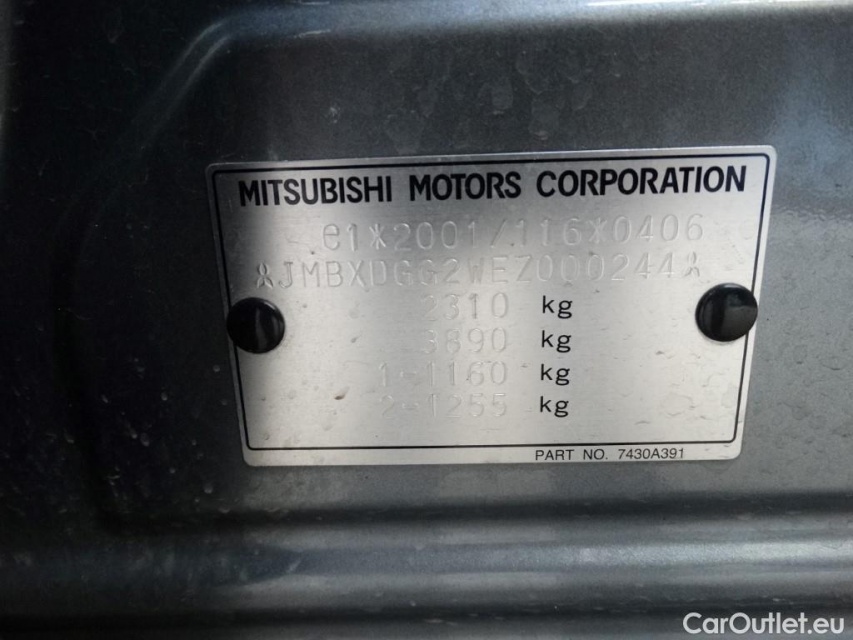 MITSUBISHI MOTORS CORPORATION
e1*2001/116*0406
*JMBXDGG2WEZ000244*
2310 kg
3890 kg
1-1160 kg
2-1255 kg
PART NO. 7430A391
CarOutlet.eu